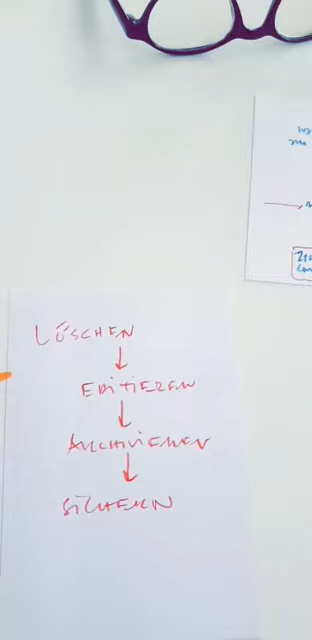 LÖSCHEN
↓
EDITIEREN
↓
ARCHIVIEREN
↓
SICHERN